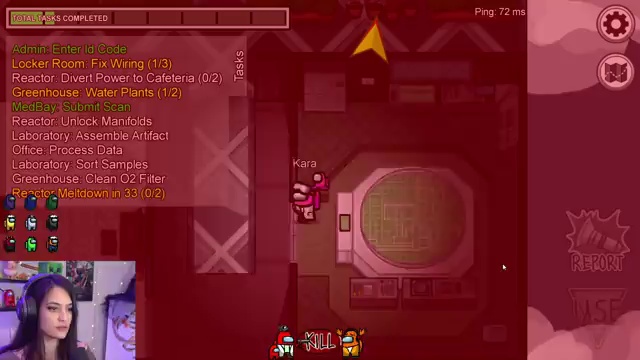 TOTAL TASKS COMPLETED
Ping: 72 ms
Tasks
Admin: Enter Id Code
Locker Room: Fix Wiring (1/3)
Reactor: Divert Power to Cafeteria (0/2)
Greenhouse: Water Plants (1/2)
MedBay: Submit Scan
Reactor: Unlock Manifolds
Laboratory: Assemble Artifact
Office: Process Data
Laboratory: Sort Samples
Greenhouse: Clean O2 Filter
Reactor Meltdown in 33 (0/2)
Kara
REPORT
USE
KILL